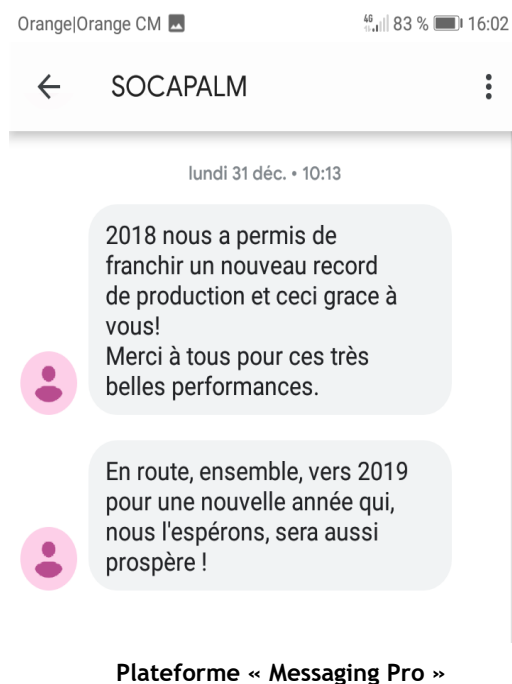 Orange|Orange CM 4G 83 % 16:02
SOCAPALM
lundi 31 déc. • 10:13
2018 nous a permis de
franchir un nouveau record
de production et ceci grace à
vous!
Merci à tous pour ces très
belles performances.
En route, ensemble, vers 2019
pour une nouvelle année qui,
nous l'espérons, sera aussi
prospère !
Plateforme « Messaging Pro »